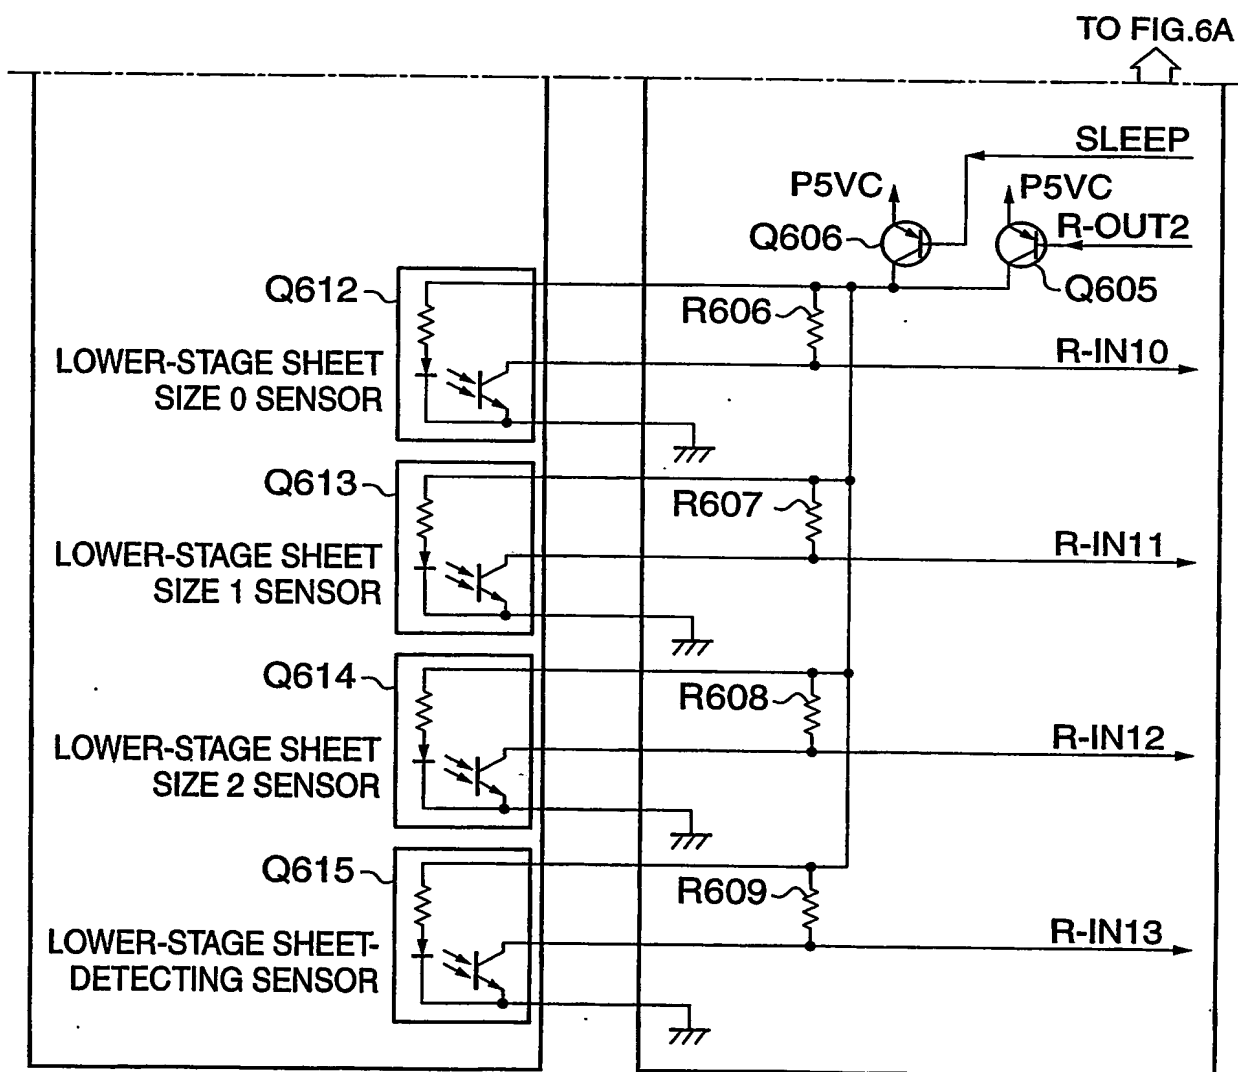 TO FIG.6A
SLEEP
P5VC
P5VC
R-OUT2
Q606
Q605
Q612
R606
R-IN10
LOWER-STAGE SHEET
SIZE 0 SENSOR
Q613
R607
R-IN11
LOWER-STAGE SHEET
SIZE 1 SENSOR
Q614
R608
R-IN12
LOWER-STAGE SHEET
SIZE 2 SENSOR
Q615
R609
R-IN13
LOWER-STAGE SHEET-
DETECTING SENSOR